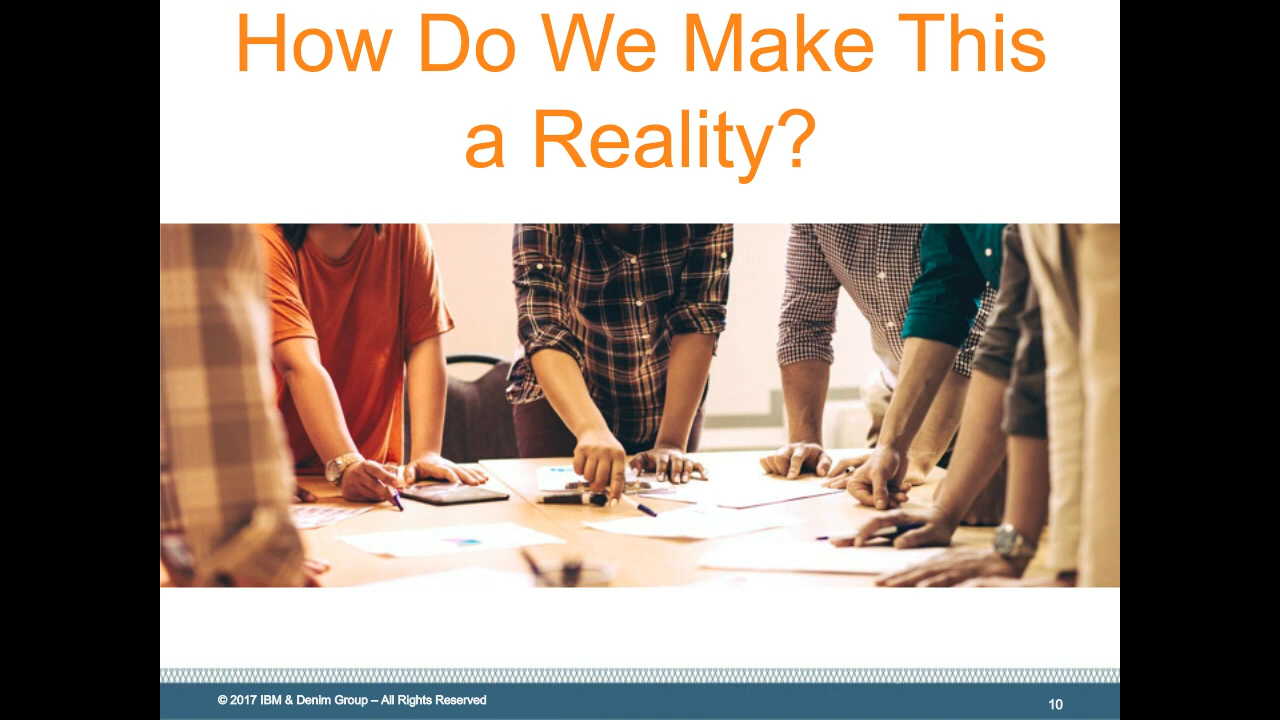 How Do We Make This
a Reality?
© 2017 IBM & Denim Group – All Rights Reserved
10